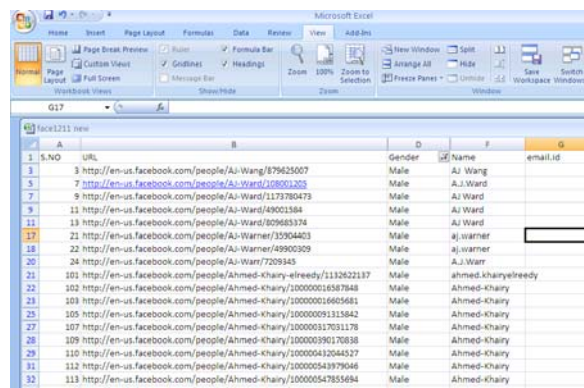 Microsoft Excel
Home Insert Page Layout Formulas Data Review View Add-Ins
Normal Page Layout Page Break Preview Custom Views Full Screen
Workbook Views
Ruler Formula Bar Gridlines Headings Message Bar
Show/Hide
Zoom 100% Zoom to Selection
Zoom
New Window Arrange All Freeze Panes Split Hide Unhide
Save Workspace Switch Windows
Window
G17 fx
face1211 new
A B D F G
1 S.NO URL Gender Name email.id
3 3 http://en-us.facebook.com/people/AJ-Wang/879625007 Male AJ Wang
5 7 http://en-us.facebook.com/people/AJ-Ward/108001205 Male A.J.Ward
7 9 http://en-us.facebook.com/people/AJ-Ward/1173780473 Male AJ Ward
9 11 http://en-us.facebook.com/people/AJ-Ward/49001584 Male AJ Ward
11 13 http://en-us.facebook.com/people/AJ-Ward/809685374 Male AJ Ward
17 21 http://en-us.facebook.com/people/AJ-Warner/35904403 Male aj.warner
18 22 http://en-us.facebook.com/people/AJ-Warner/49900309 Male aj.warner
20 24 http://en-us.facebook.com/people/AJ-Warr/7209345 Male A.J.Warr
21 101 http://en-us.facebook.com/people/Ahmed-Khairy-elreedy/1132622137 Male ahmed.khairyelreedy
22 102 http://en-us.facebook.com/people/Ahmed-Khairy/100000016587848 Male Ahmed-Khairy
23 103 http://en-us.facebook.com/people/Ahmed-Khairy/100000016605681 Male Ahmed-Khairy
25 105 http://en-us.facebook.com/people/Ahmed-Khairy/100000091315842 Male Ahmed-Khairy
27 107 http://en-us.facebook.com/people/Ahmed-Khairy/100000317031178 Male Ahmed-Khairy
28 109 http://en-us.facebook.com/people/Ahmed-Khairy/100000390170838 Male Ahmed-Khairy
29 110 http://en-us.facebook.com/people/Ahmed-Khairy/100000432044527 Male Ahmed-Khairy
31 112 http://en-us.facebook.com/people/Ahmed-Khairy/100000543979046 Male Ahmed-Khairy
32 113 http://en-us.facebook.com/people/Ahmed-Khairy/100000547855694 Male Ahmed-Khairy